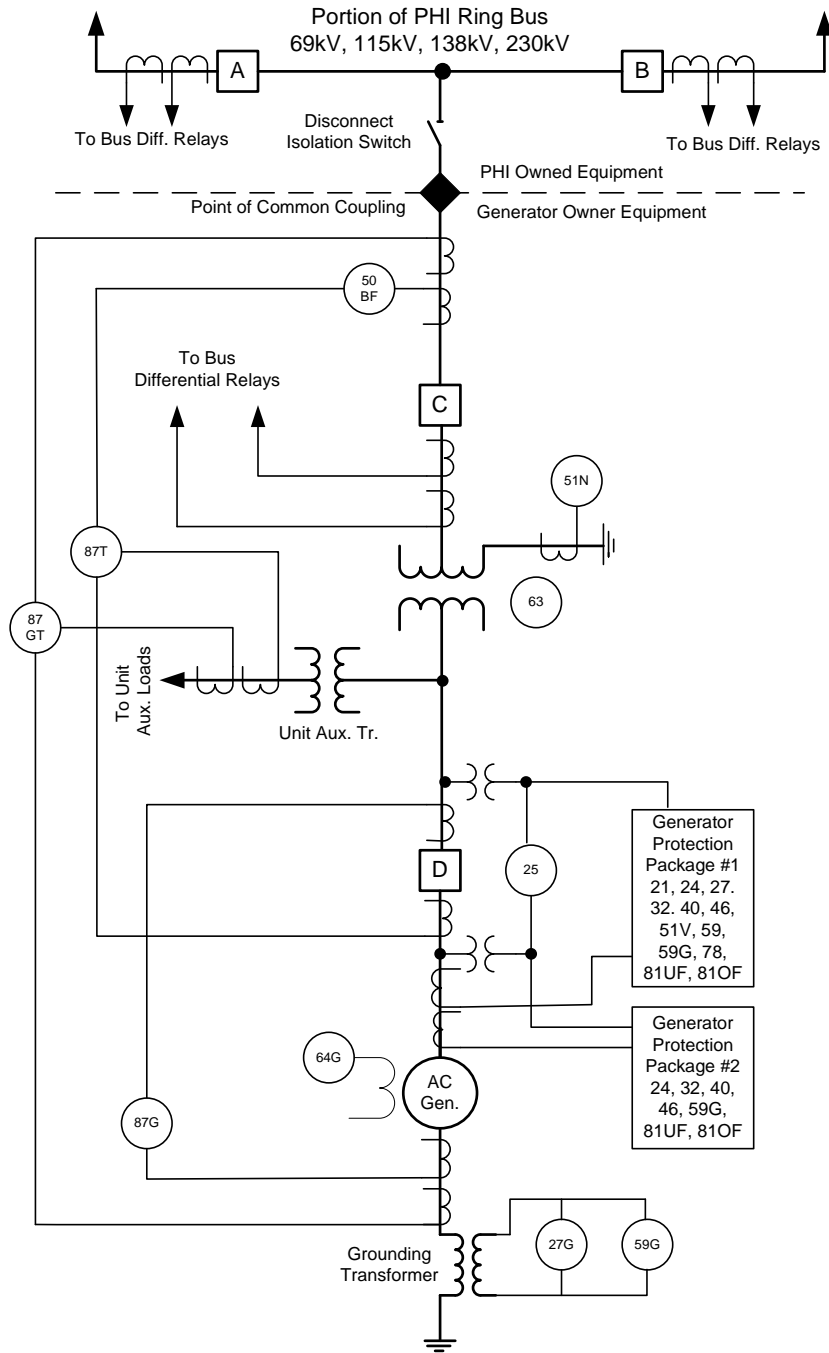 Portion of PHI Ring Bus
69kV, 115kV, 138kV, 230kV
A
B
To Bus Diff. Relays
Disconnect
Isolation Switch
To Bus Diff. Relays
PHI Owned Equipment
Point of Common Coupling
Generator Owner Equipment
50
BF
To Bus
Differential Relays
C
51N
87T
63
87
GT
To Unit
Aux. Loads
Unit Aux. Tr.
Generator
Protection
Package #1
21, 24, 27.
32. 40, 46,
51V, 59,
59G, 78,
81UF, 81OF
D
25
Generator
Protection
Package #2
24, 32, 40,
46, 59G,
81UF, 81OF
64G
AC
Gen.
87G
Grounding
Transformer
27G
59G